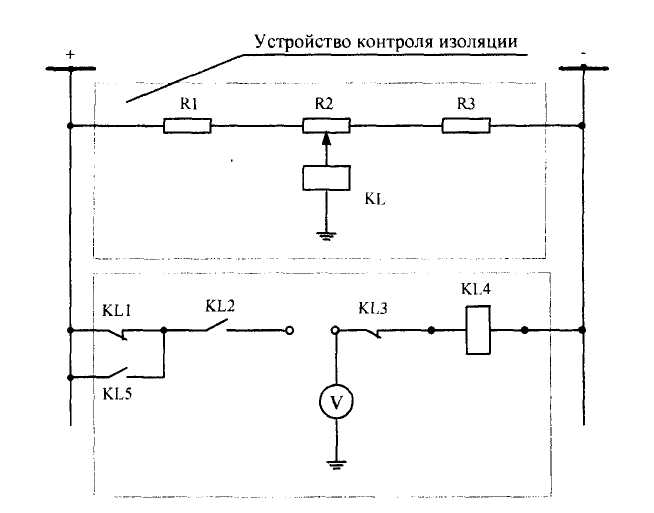 Устройство контроля изоляции
+
-
R1
R2
R3
KL
KL1
KL2
KL3
KL4
KL5
V